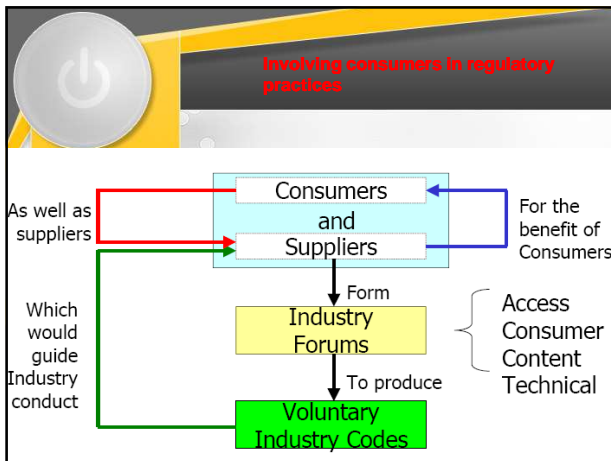 Involving consumers in regulatory
practices
Consumers
and
Suppliers
As well as
suppliers
For the
benefit of
Consumers
Form
Industry
Forums
Access
Consumer
Content
Technical
Which
would
guide
Industry
conduct
To produce
Voluntary
Industry Codes